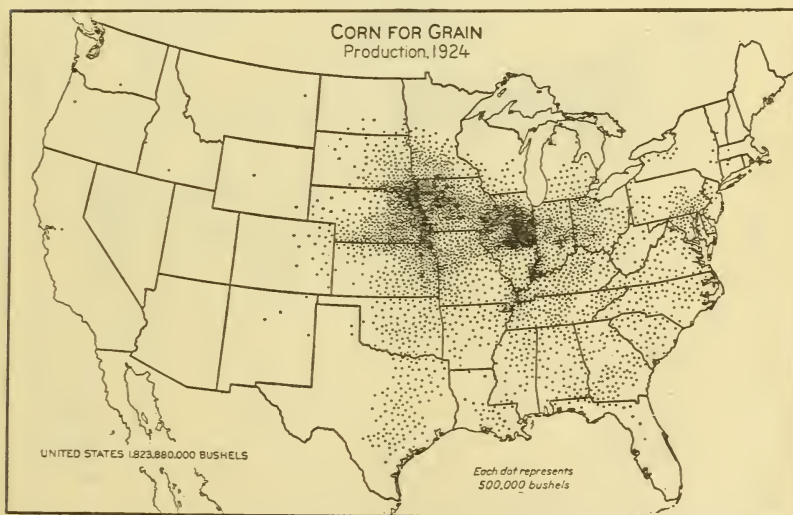 CORN FOR GRAIN
Production, 1924
UNITED STATES 1,823,880,000 BUSHELS
Each dot represents
500,000 bushels